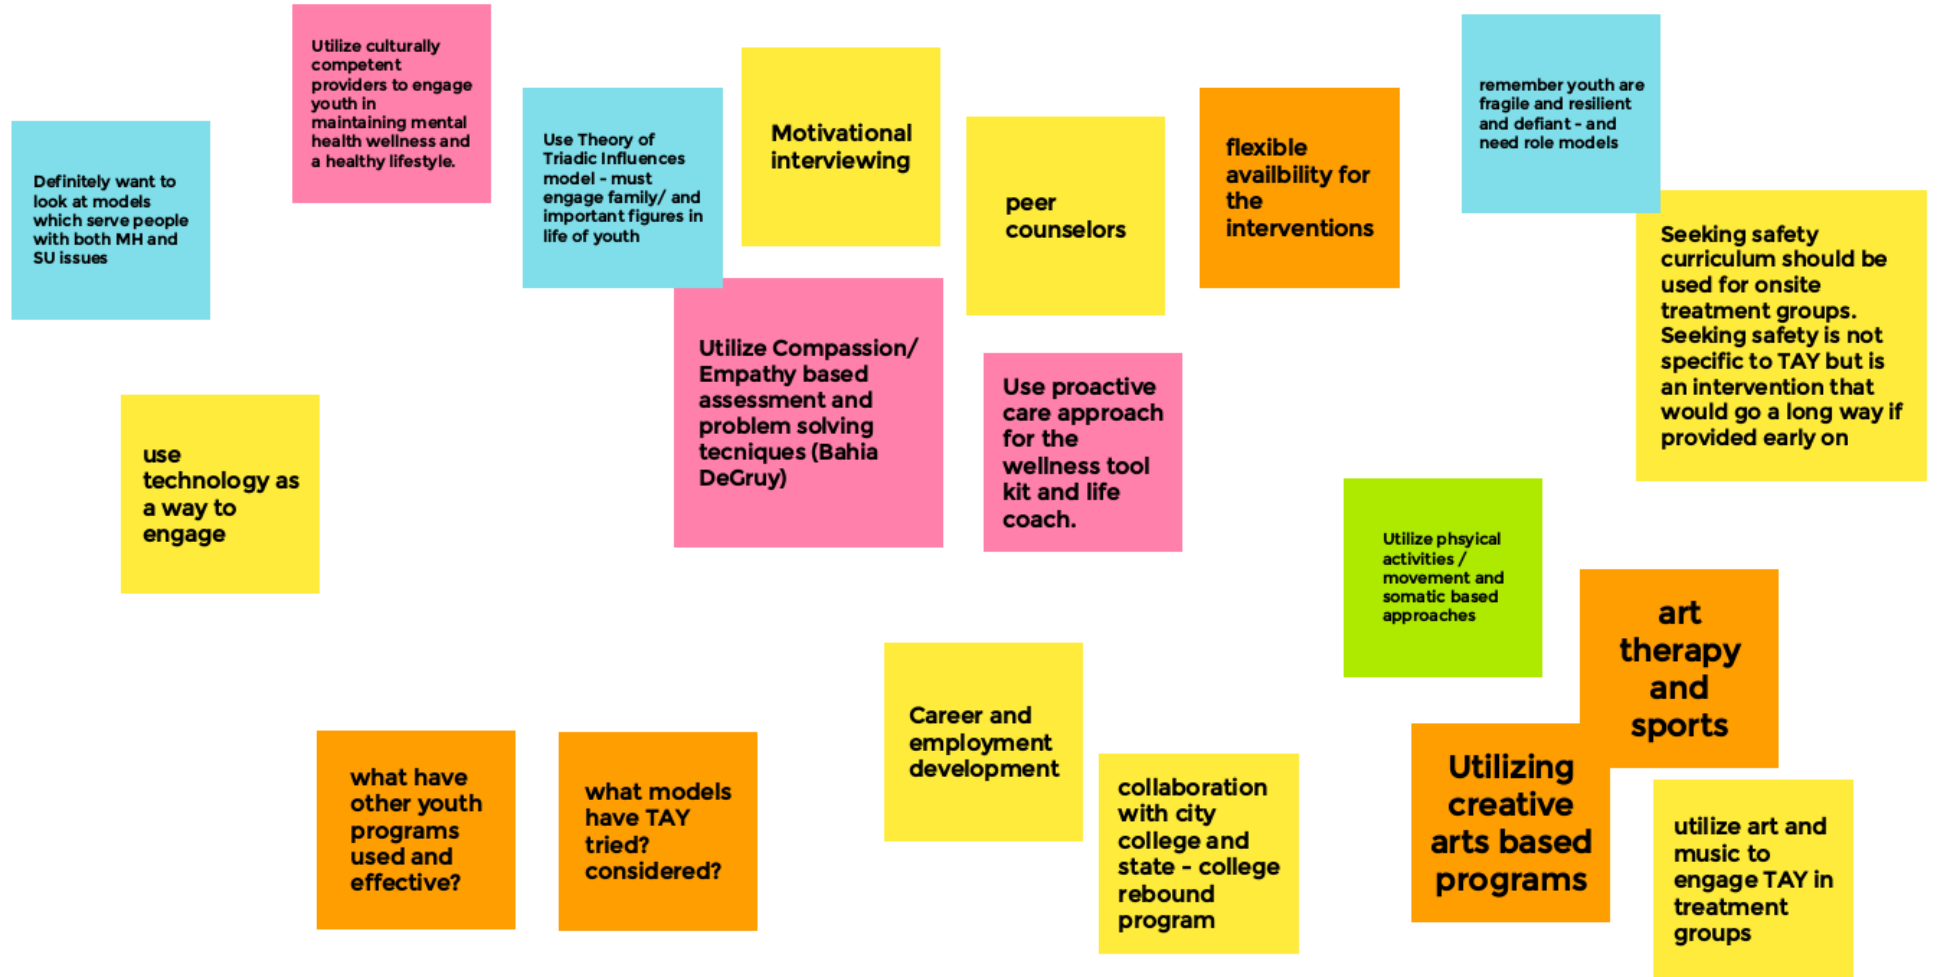 Utilize culturally
competent
providers to engage
youth in
maintaining mental
health wellness and
a healthy lifestyle.
Definitely want to
look at models
which serve people
with both MH and
SU issues
Use Theory of
Triadic Influences
model - must
engage family/ and
important figures in
life of youth
Motivational
interviewing
peer
counselors
flexible
availbility for
the
interventions
remember youth are
fragile and resilient
and defiant - and
need role models
Seeking safety
curriculum should be
used for onsite
treatment groups.
Seeking safety is not
specific to TAY but is
an intervention that
would go a long way if
provided early on
use
technology as
a way to
engage
Utilize Compassion/
Empathy based
assessment and
problem solving
tecniques (Bahia
DeGruy)
Use proactive
care approach
for the
wellness tool
kit and life
coach.
Utilize phsyical
activities /
movement and
somatic based
approaches
art
therapy
and
sports
what have
other youth
programs
used and
effective?
what models
have TAY
tried?
considered?
Career and
employment
development
collaboration
with city
college and
state - college
rebound
program
Utilizing
creative
arts based
programs
utilize art and
music to
engage TAY in
treatment
groups